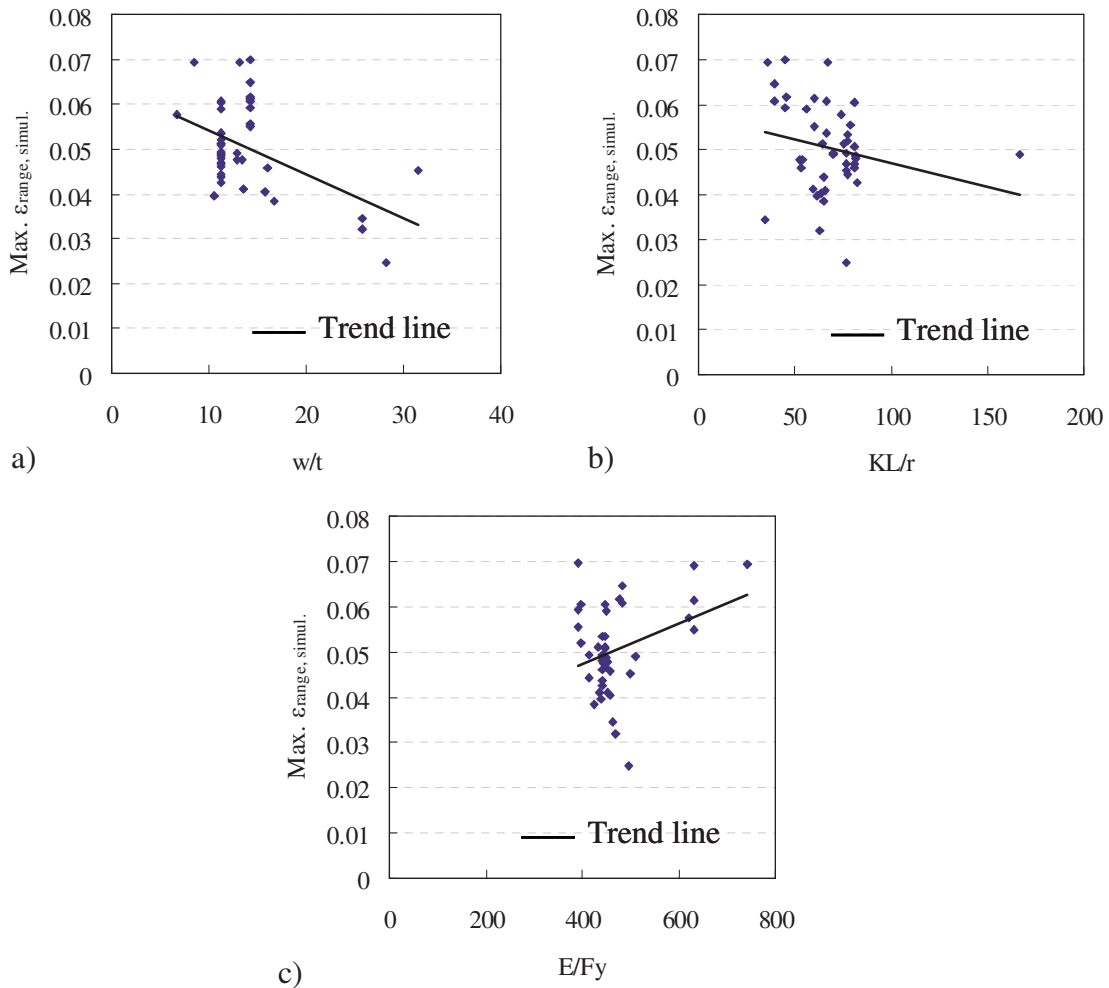 0.08
0.07
0.06
0.05
0.04
0.03
0.02
0.01
0
Max. εrange, simul.
Trend line
0 10 20 30 40
a)
w/t
0.08
0.07
0.06
0.05
0.04
0.03
0.02
0.01
0
Max. εrange, simul.
Trend line
0 50 100 150 200
b)
KL/r
0.08
0.07
0.06
0.05
0.04
0.03
0.02
0.01
0
Max. εrange, simul.
Trend line
0 200 400 600 800
c)
E/Fy